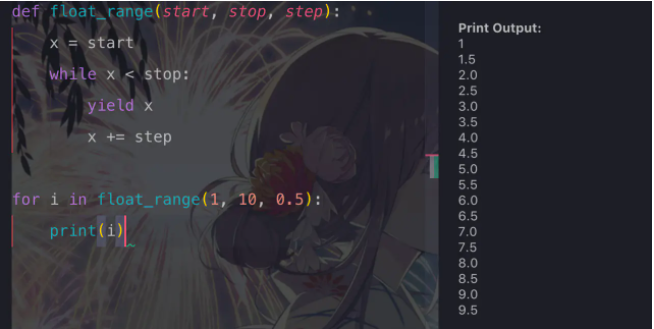 def float_range(start, stop, step):
    x = start
    while x < stop:
        yield x
        x += step
for i in float_range(1, 10, 0.5):
    print(i)
Print Output:
1
1.5
2.0
2.5
3.0
3.5
4.0
4.5
5.0
5.5
6.0
6.5
7.0
7.5
8.0
8.5
9.0
9.5